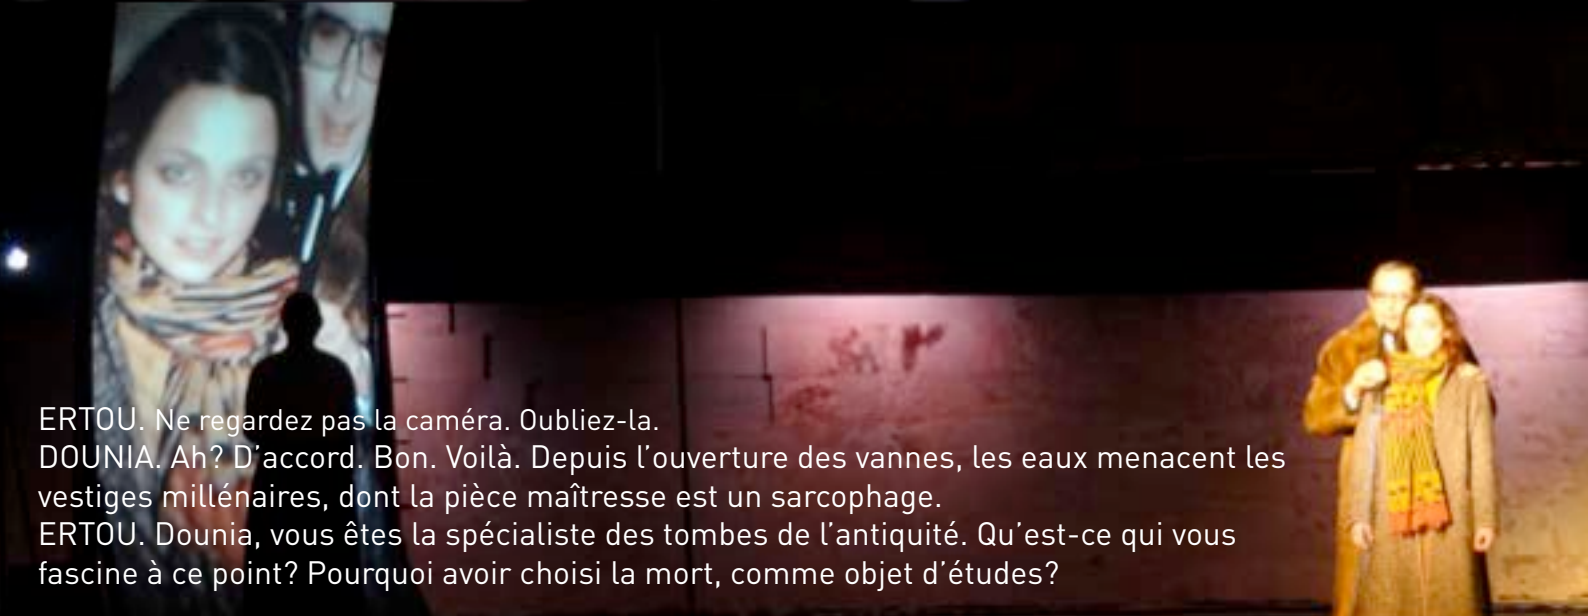 ERTOU. Ne regardez pas la caméra. Oubliez-la.
DOUNIA. Ah? D'accord. Bon. Voilà. Depuis l'ouverture des vannes, les eaux menacent les
vestiges millénaires, dont la pièce maîtresse est un sarcophage.
ERTOU. Dounia, vous êtes la spécialiste des tombes de l'antiquité. Qu'est-ce qui vous
fascine à ce point? Pourquoi avoir choisi la mort, comme objet d'études?